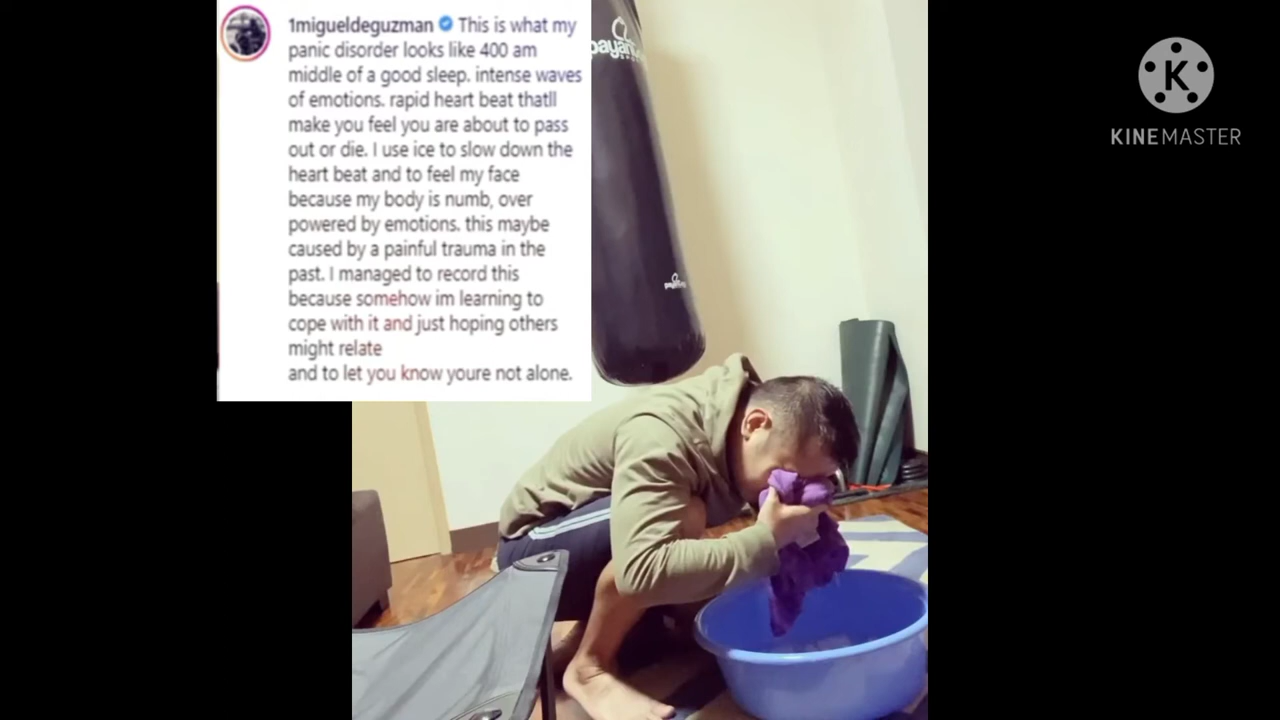 1migueldeguzman This is what my
panic disorder looks like 400 am
middle of a good sleep. intense waves
of emotions. rapid heart beat thatll
make you feel you are about to pass
out or die. I use ice to slow down the
heart beat and to feel my face
because my body is numb, over
powered by emotions. this maybe
caused by a painful trauma in the
past. I managed to record this
because somehow im learning to
cope with it and just hoping others
might relate
and to let you know youre not alone.
K
KINEMASTER